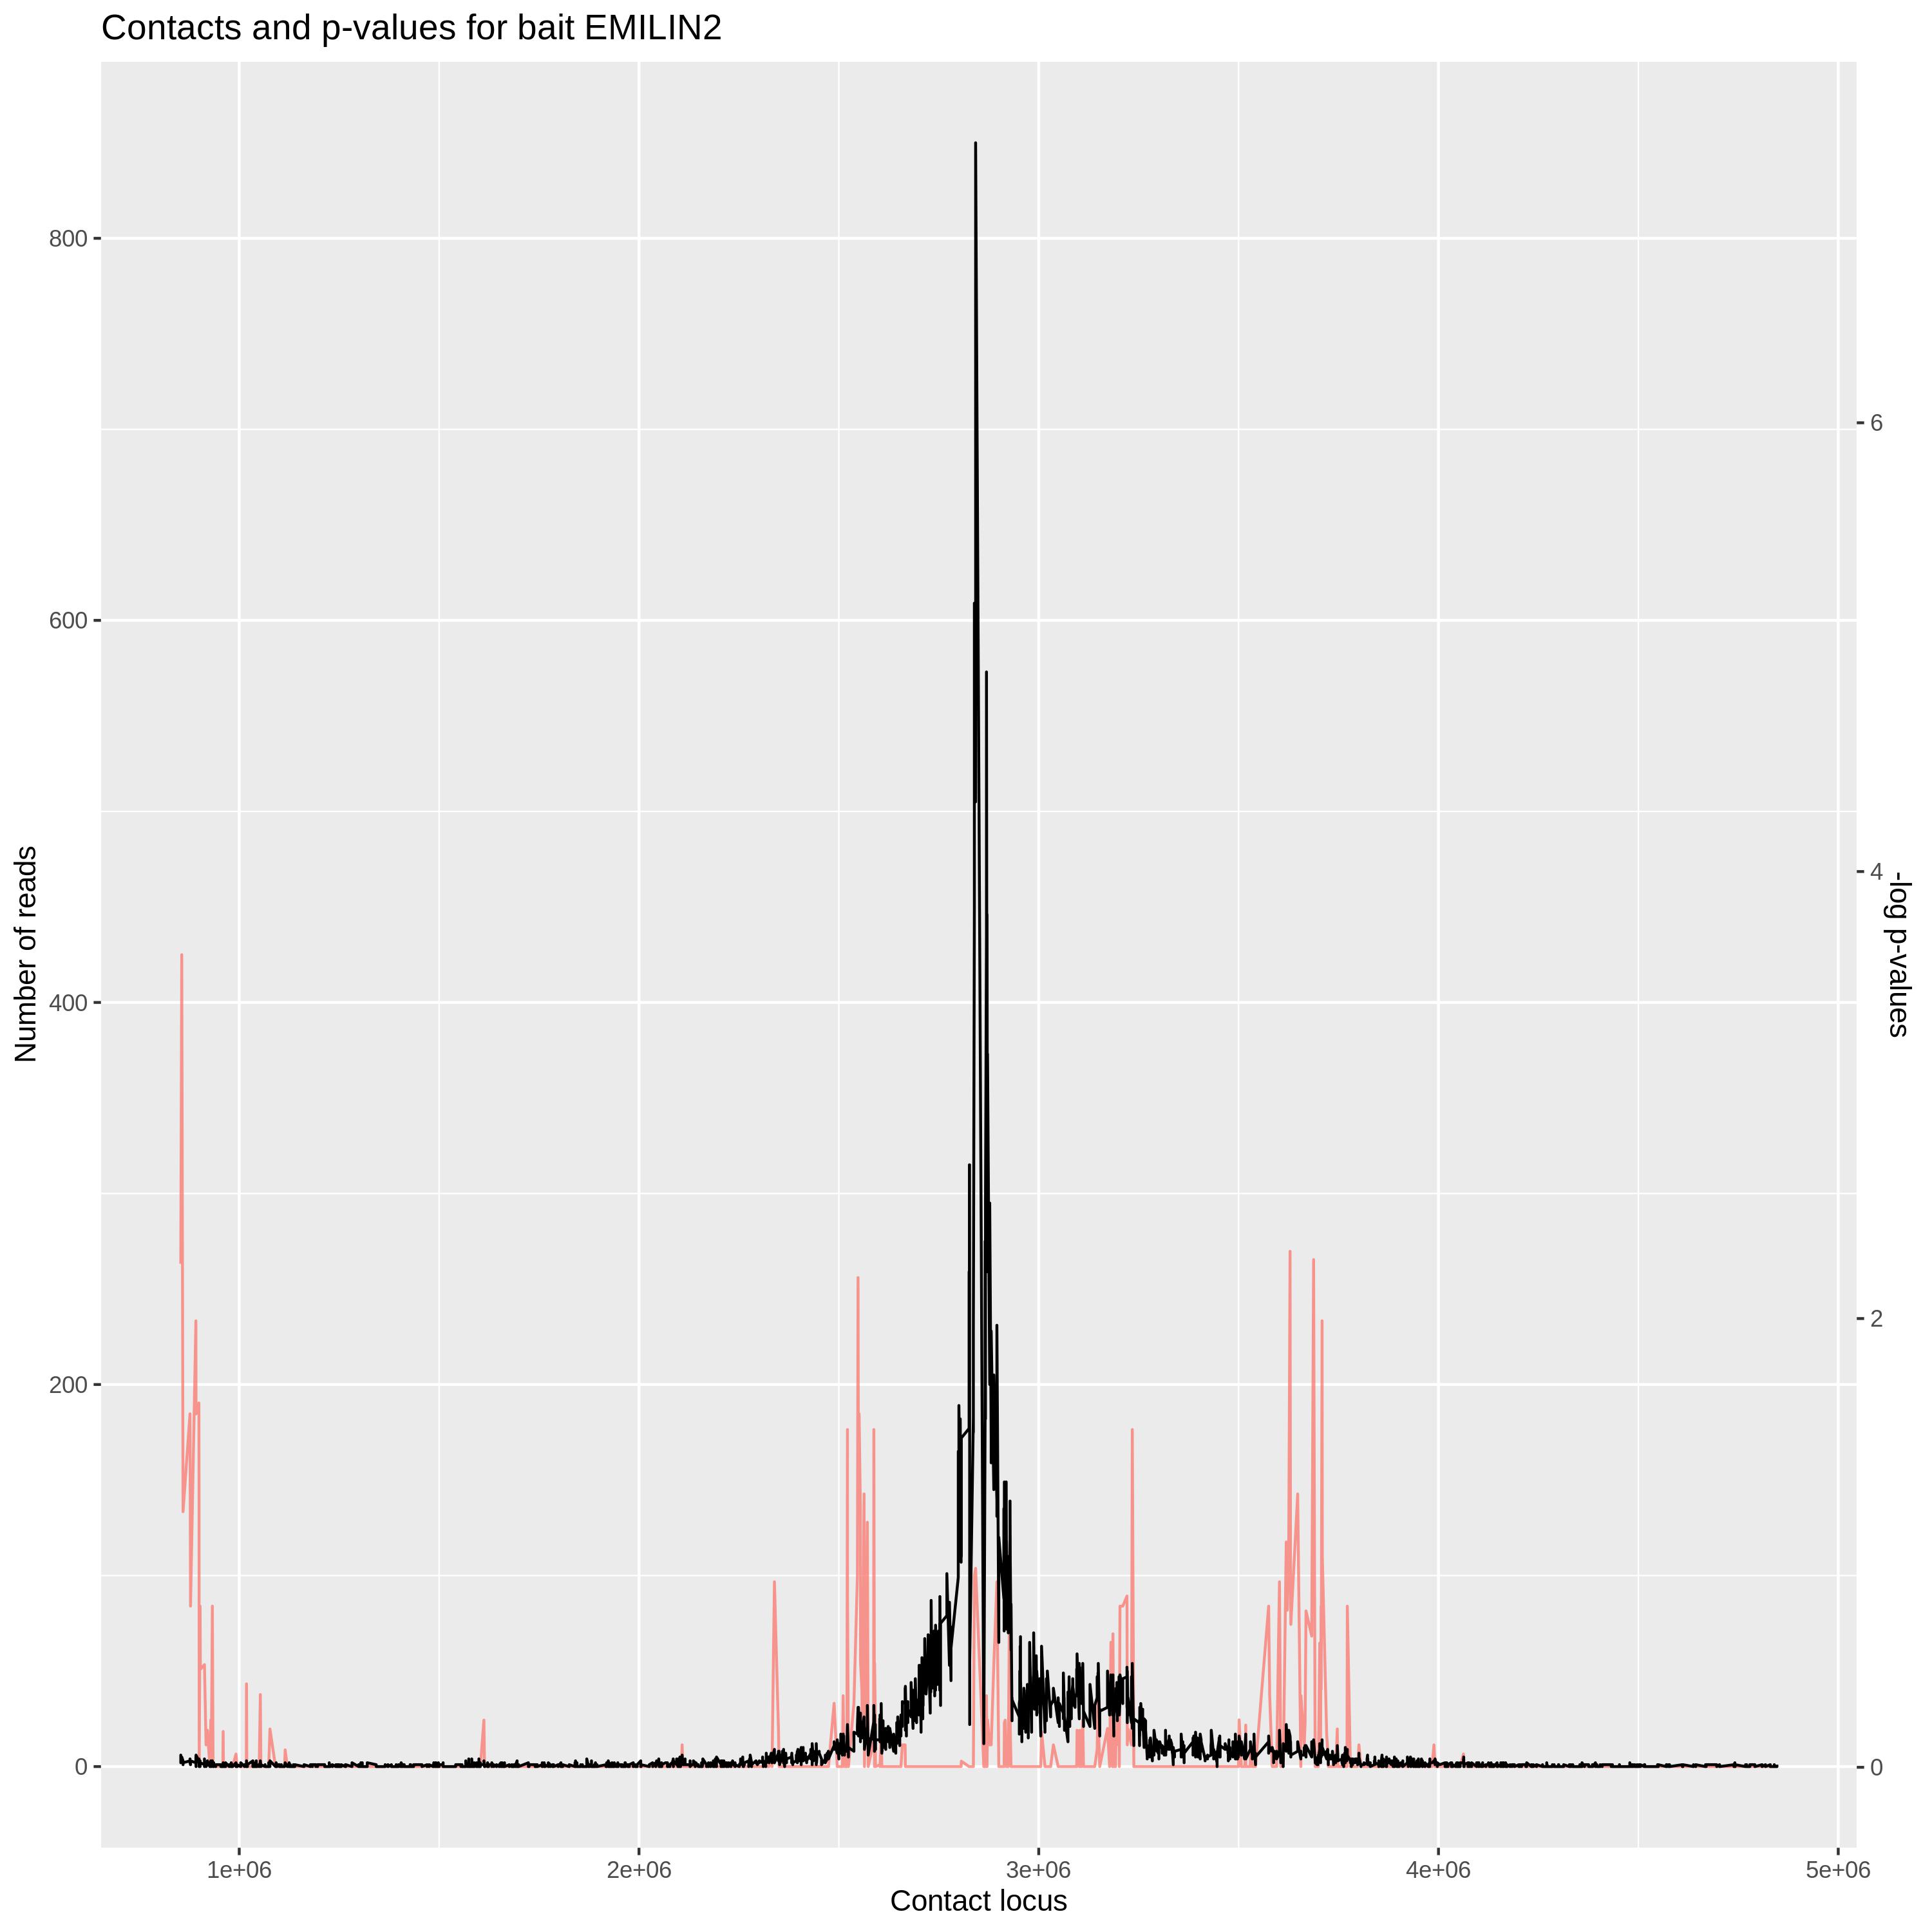 Contacts and p-values for bait EMILIN2
Number of reads
800
600
400
200
0
6
4
2
0
-log p-values
1e+06
2e+06
3e+06
4e+06
5e+06
Contact locus